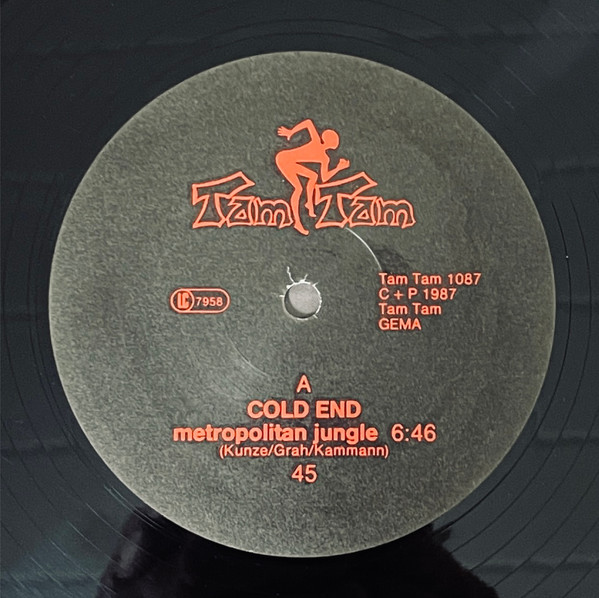 Tam Tam
LC 7958
Tam Tam 1087
C + P 1987
Tam Tam
GEMA
A
COLD END
metropolitan jungle 6:46
(Kunze/Grah/Kammann)
45